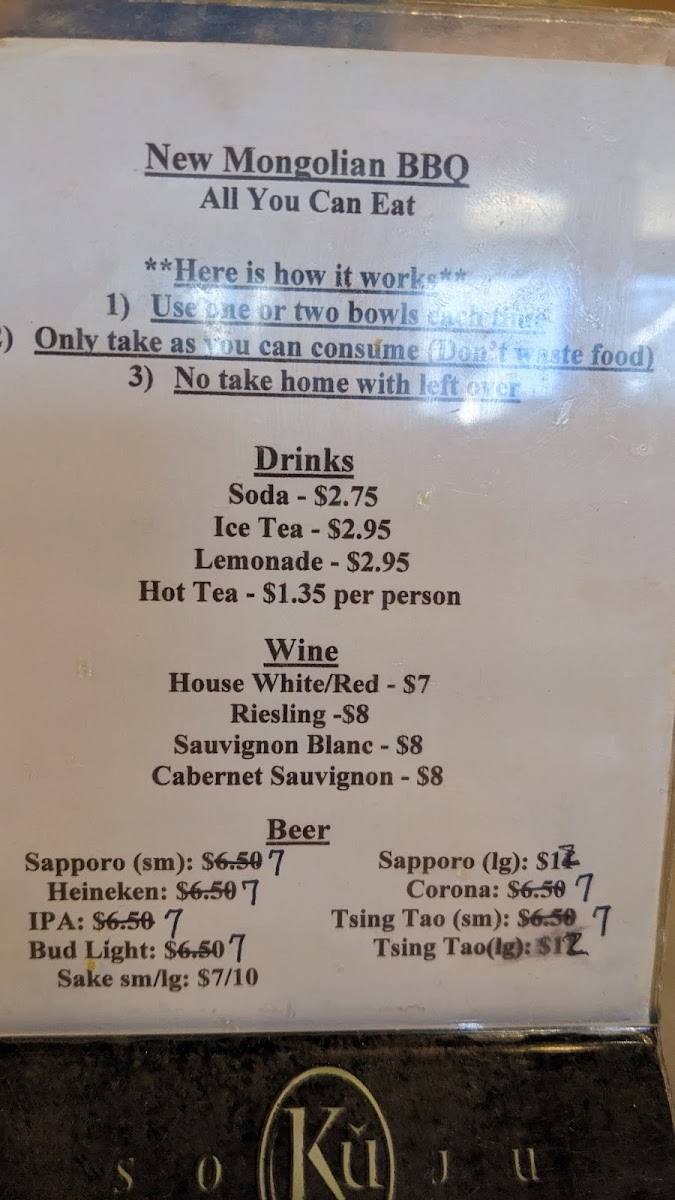 New Mongolian BBQ
All You Can Eat
**Here is how it works**
1) Use one or two bowls each time
2) Only take as you can consume (Don't waste food)
3) No take home with left over
Drinks
Soda - $2.75
Ice Tea - $2.95
Lemonade - $2.95
Hot Tea - $1.35 per person
Wine
House White/Red - $7
Riesling -$8
Sauvignon Blanc - $8
Cabernet Sauvignon - $8
Beer
Sapporo (sm): $6.50 7 Sapporo (lg): $12
Heineken: $6.50 7 Corona: $6.50 7
IPA: $6.50 7 Tsing Tao (sm): $6.50 7
Bud Light: $6.50 7 Tsing Tao(lg): $12
Sake sm/lg: $7/10
SO Kŭ JU